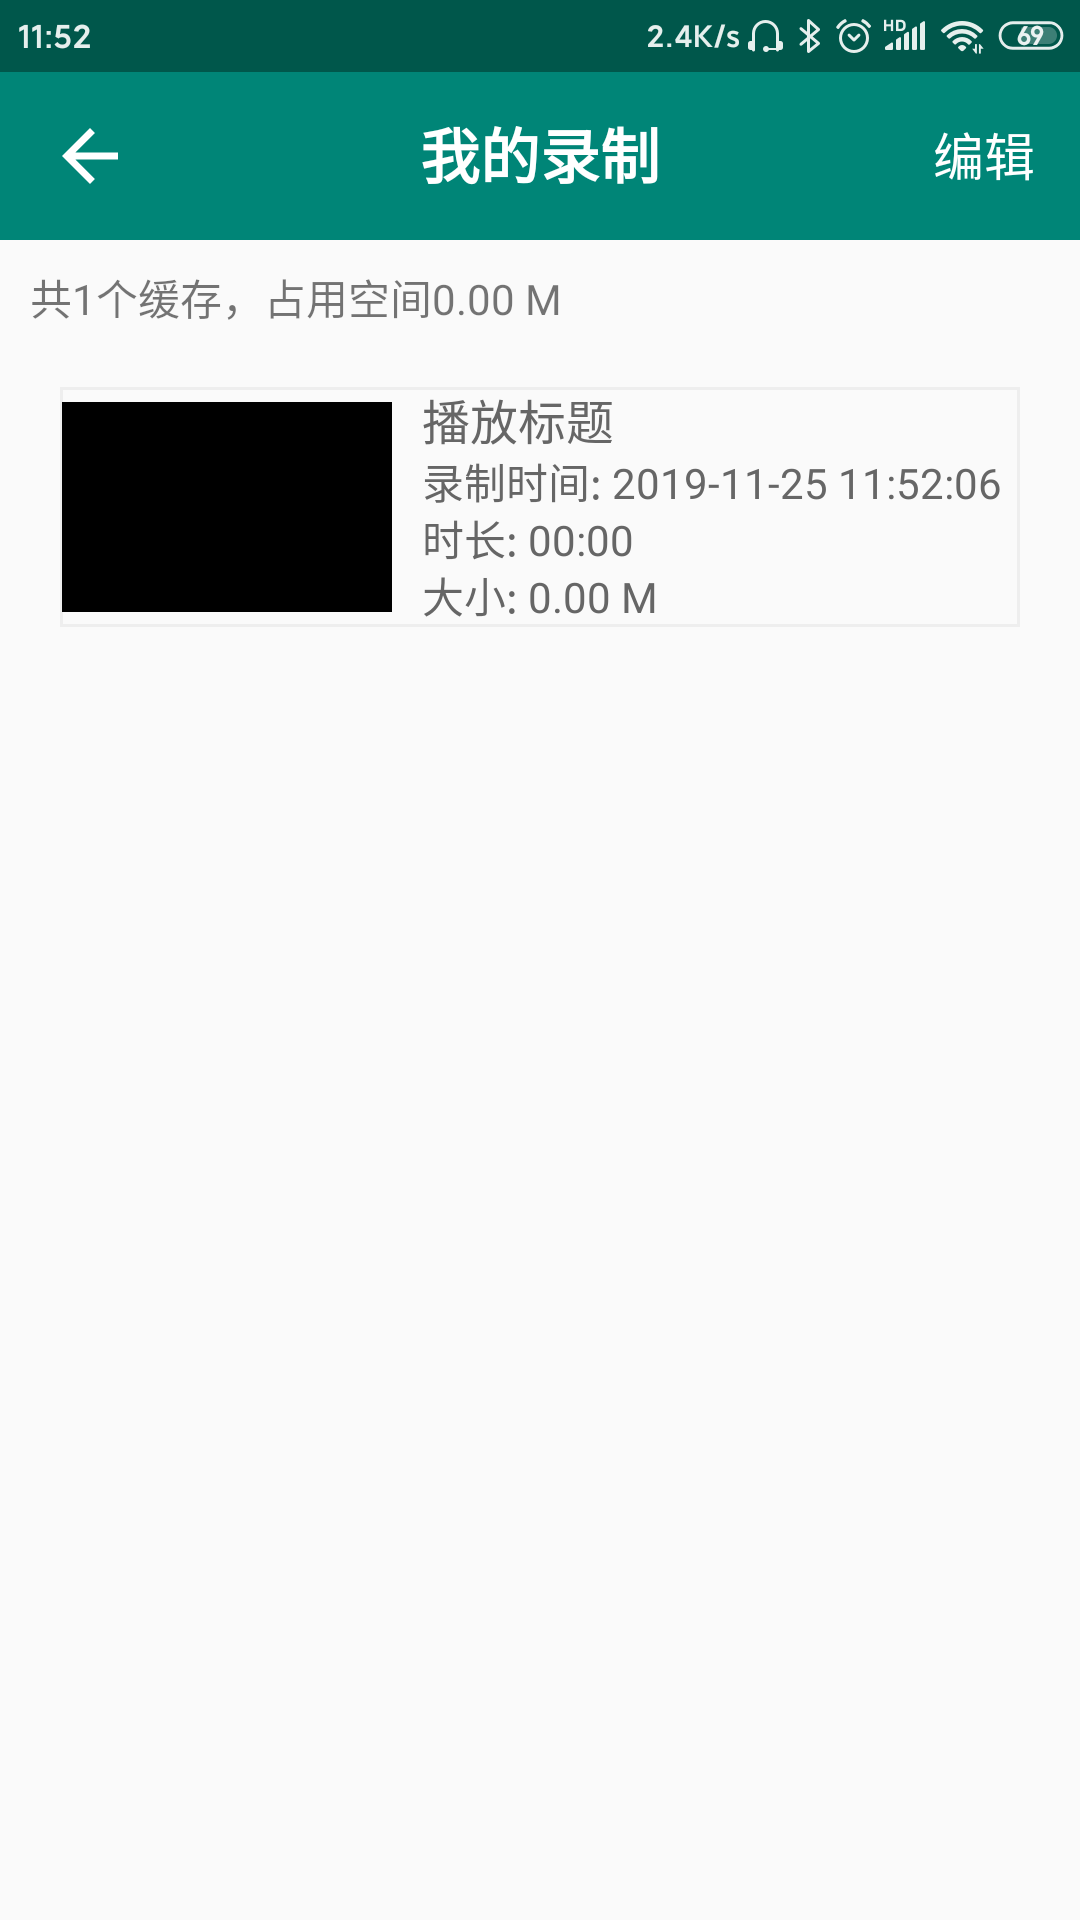 11:52 2.4K/s HD 69
我的录制 编辑
共1个缓存，占用空间0.00 M
播放标题
录制时间: 2019-11-25 11:52:06
时长: 00:00
大小: 0.00 M